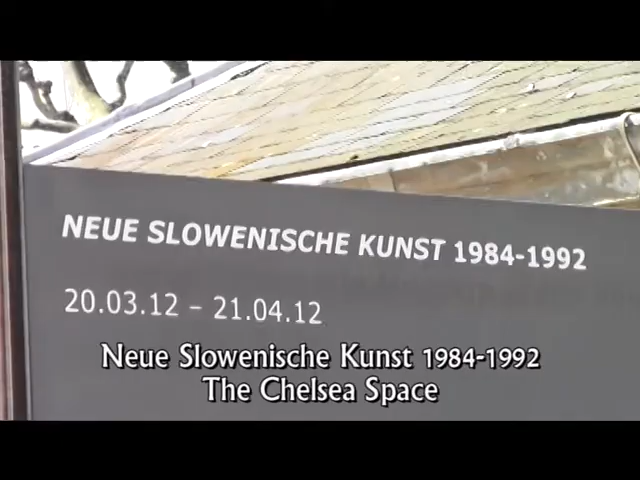 NEUE SLOWENISCHE KUNST 1984-1992
20.03.12 – 21.04.12
Neue Slowenische Kunst 1984-1992
The Chelsea Space